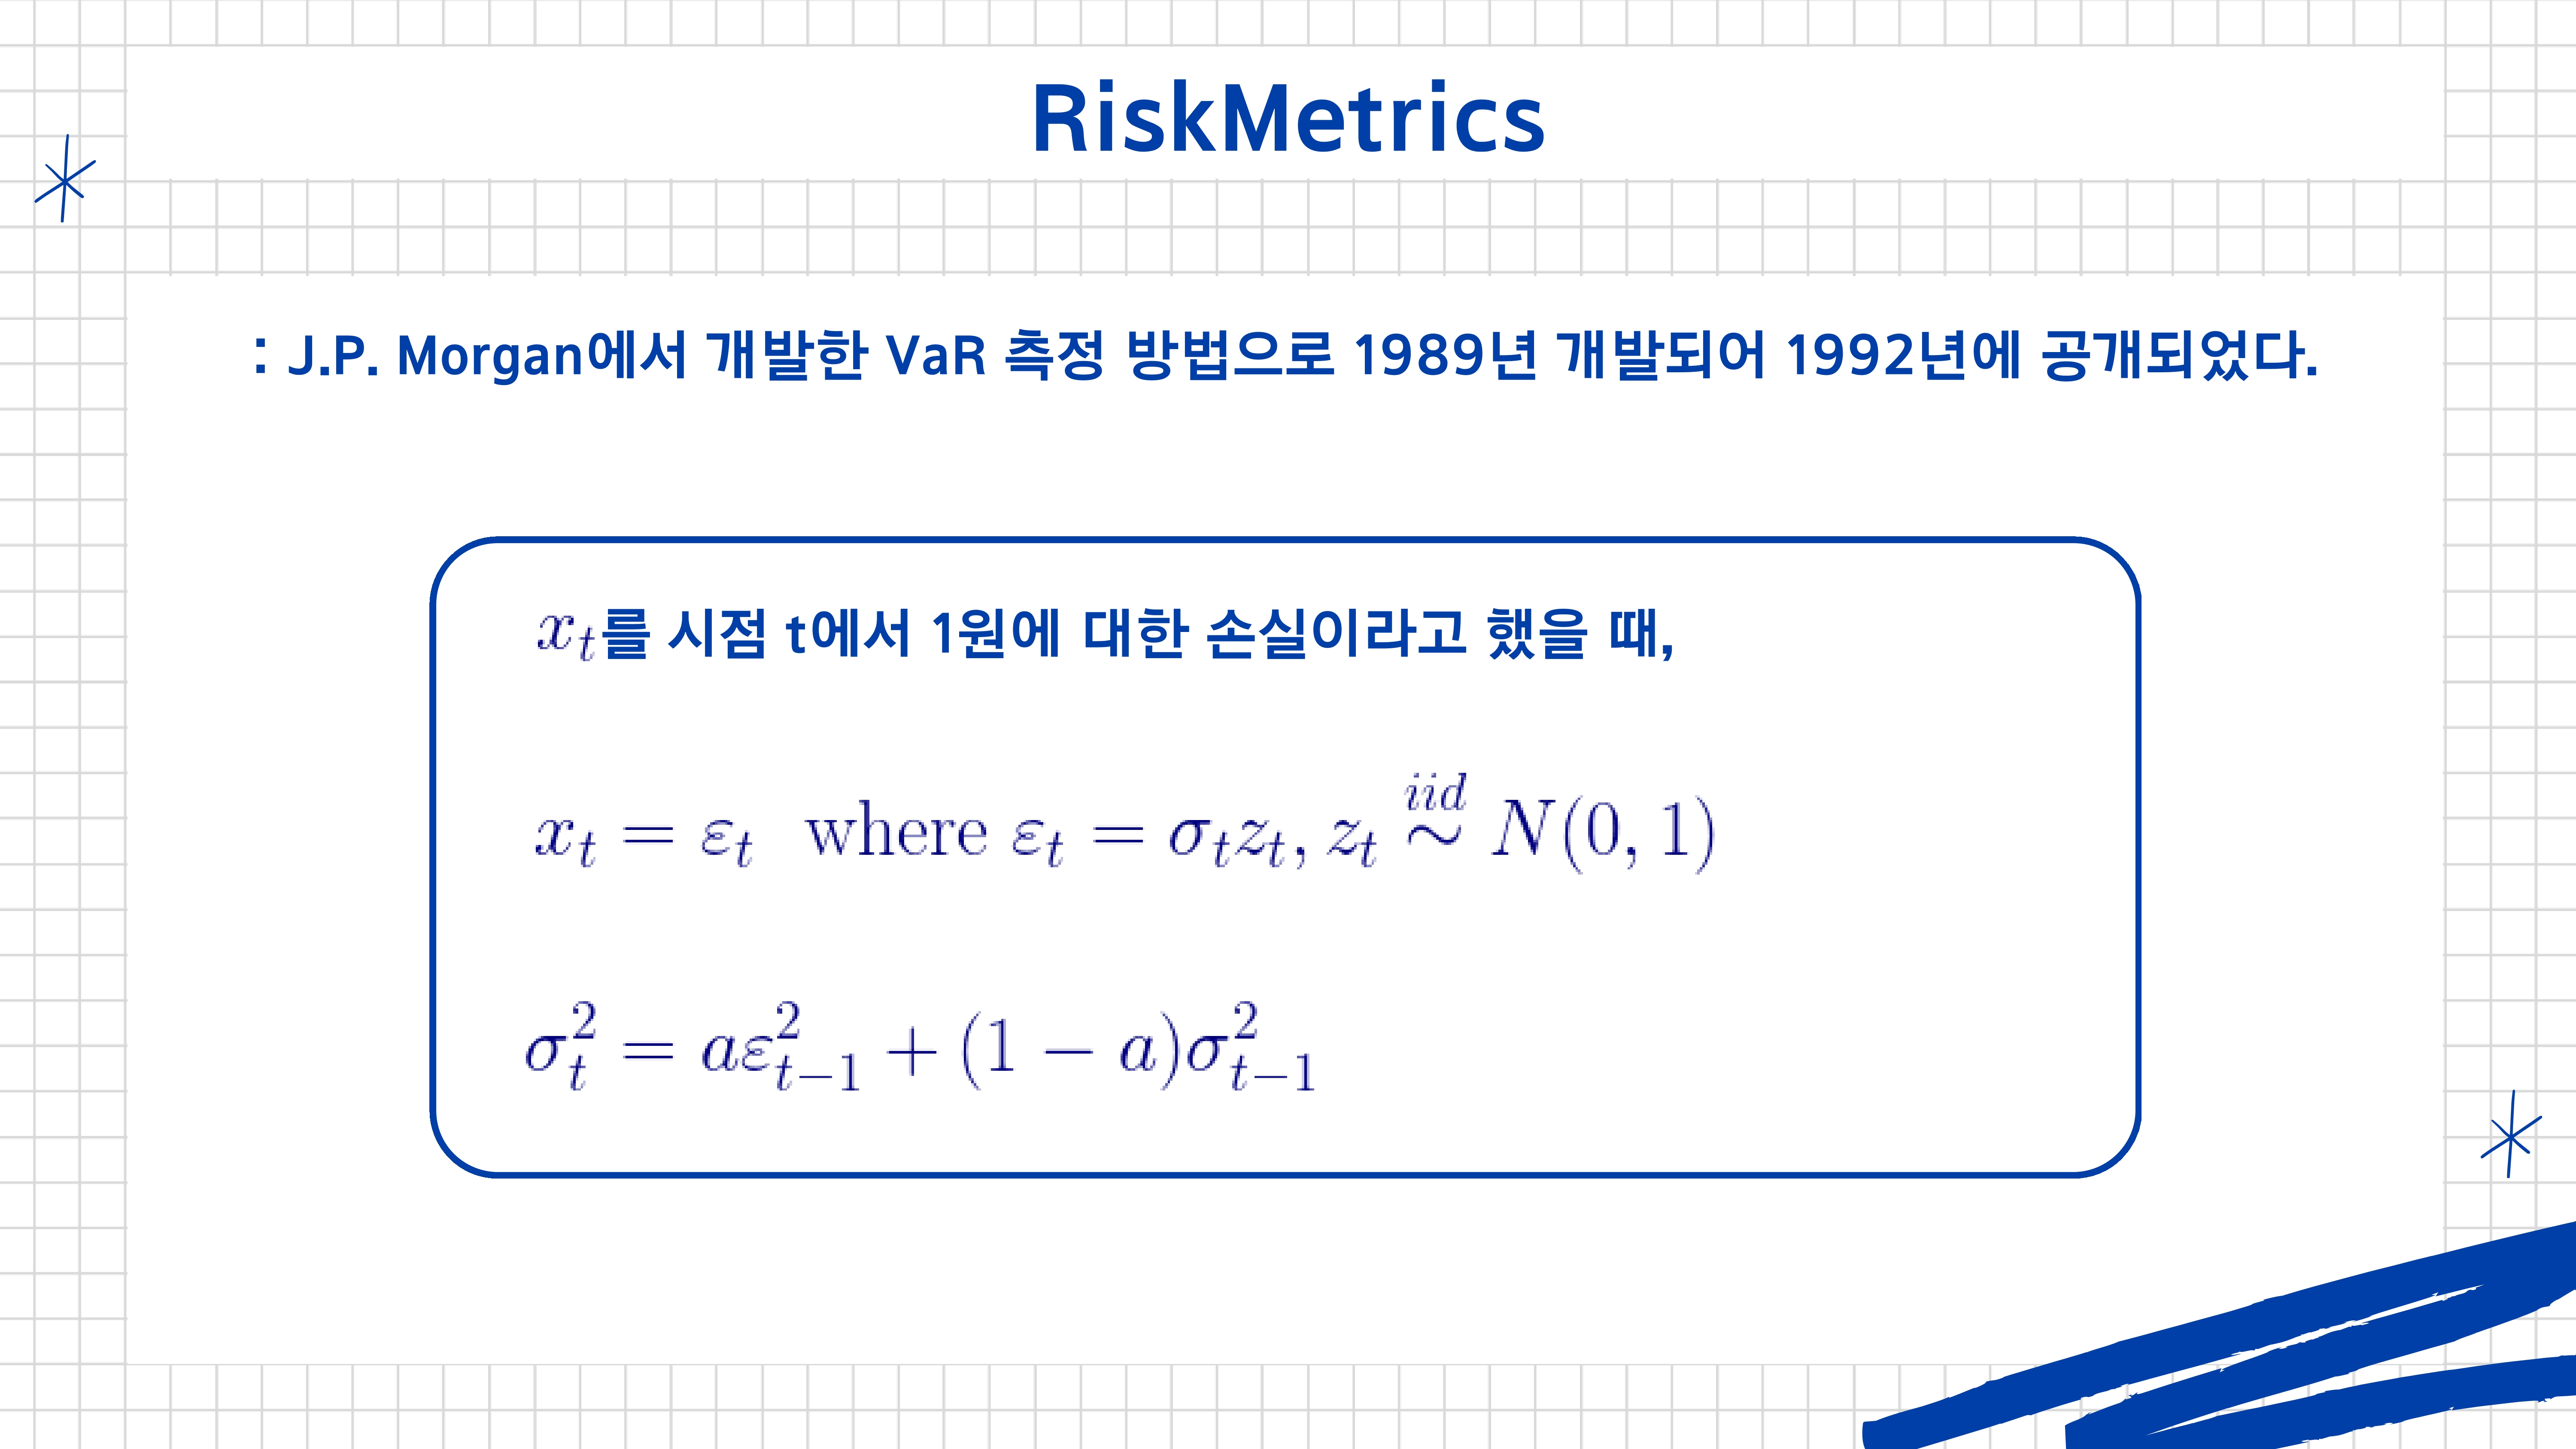 RiskMetrics
: J.P. Morgan에서 개발한 VaR 측정 방법으로 1989년 개발되어 1992년에 공개되었다.
$x_t$를 시점 t에서 1원에 대한 손실이라고 했을 때,
$x_t = \varepsilon_t \text{ where } \varepsilon_t = \sigma_t z_t, z_t \overset{iid}{\sim} N(0, 1)$
$\sigma_t^2 = a\varepsilon_{t-1}^2 + (1 - a)\sigma_{t-1}^2$